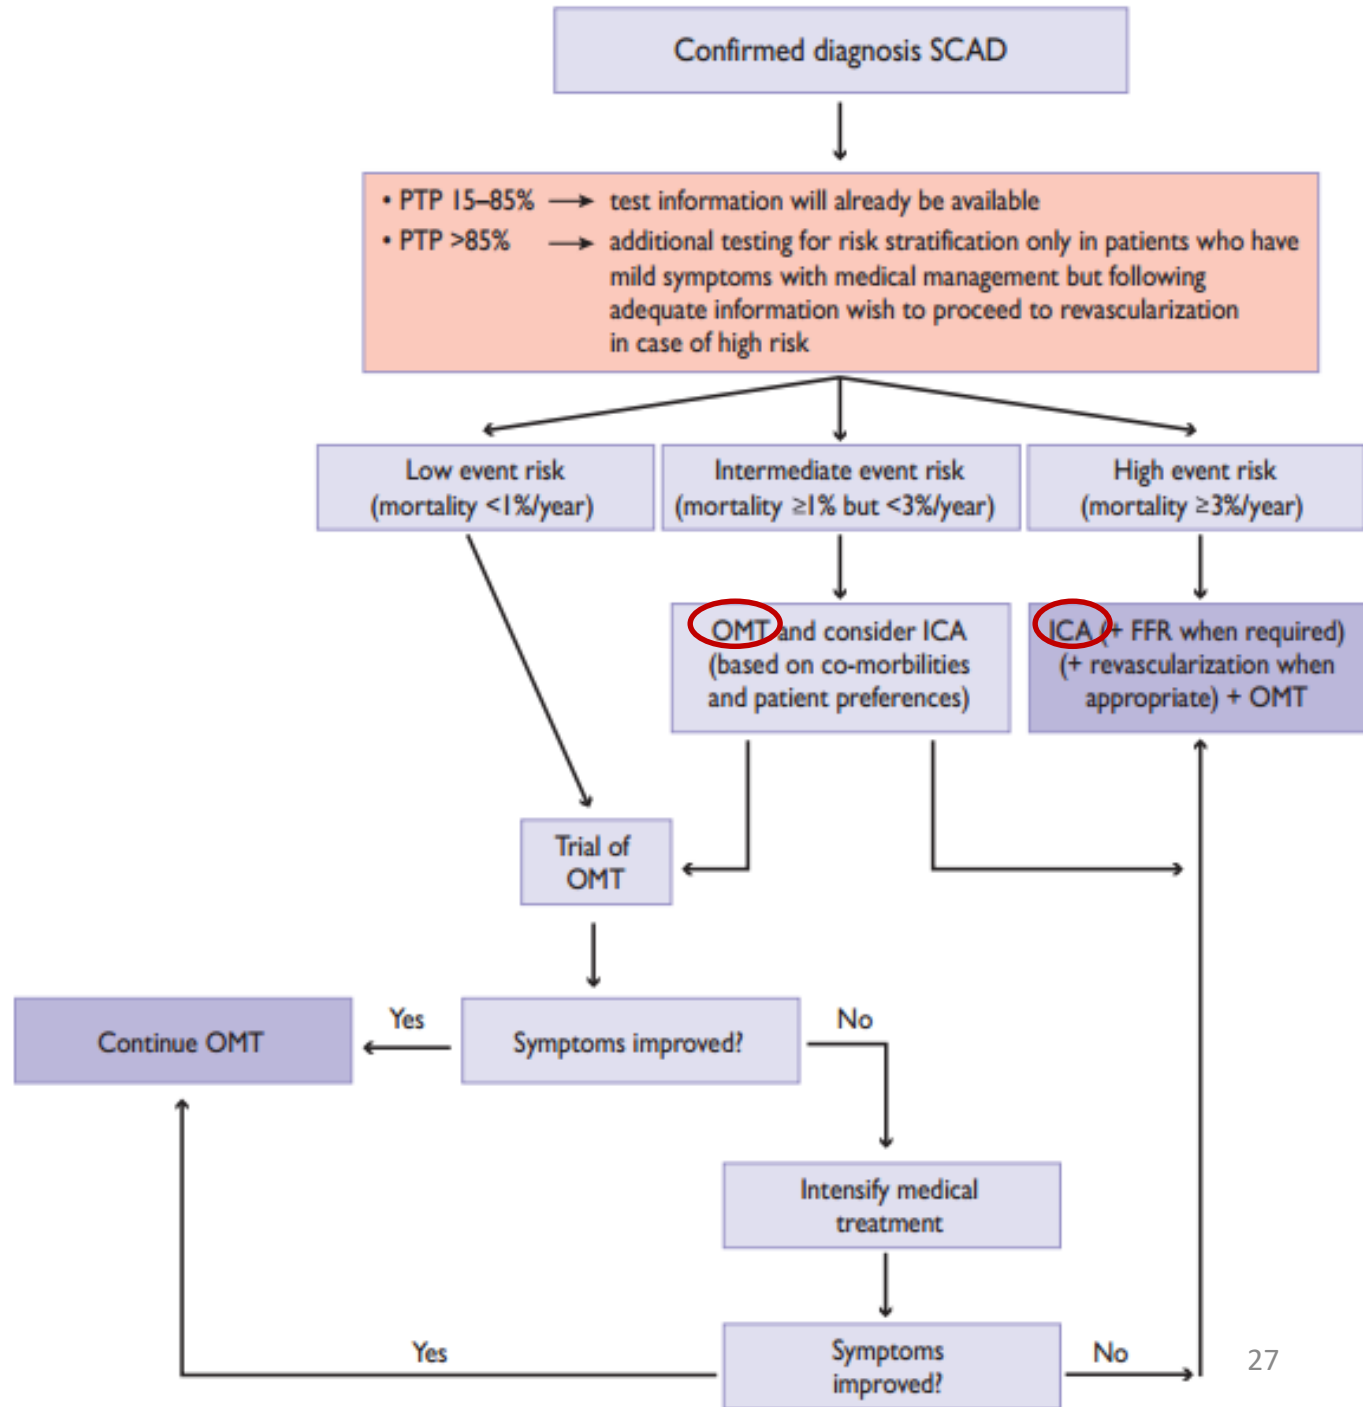 Confirmed diagnosis SCAD
• PTP 15–85% → test information will already be available
• PTP >85% → additional testing for risk stratification only in patients who have
mild symptoms with medical management but following
adequate information wish to proceed to revascularization
in case of high risk
Low event risk
(mortality <1%/year)
Intermediate event risk
(mortality ≥1% but <3%/year)
High event risk
(mortality ≥3%/year)
OMT and consider ICA
(based on co-morbilities
and patient preferences)
ICA (+ FFR when required)
(+ revascularization when
appropriate) + OMT
Trial of
OMT
Continue OMT
Yes
Symptoms improved?
No
Intensify medical
treatment
Yes
Symptoms
improved?
No
27